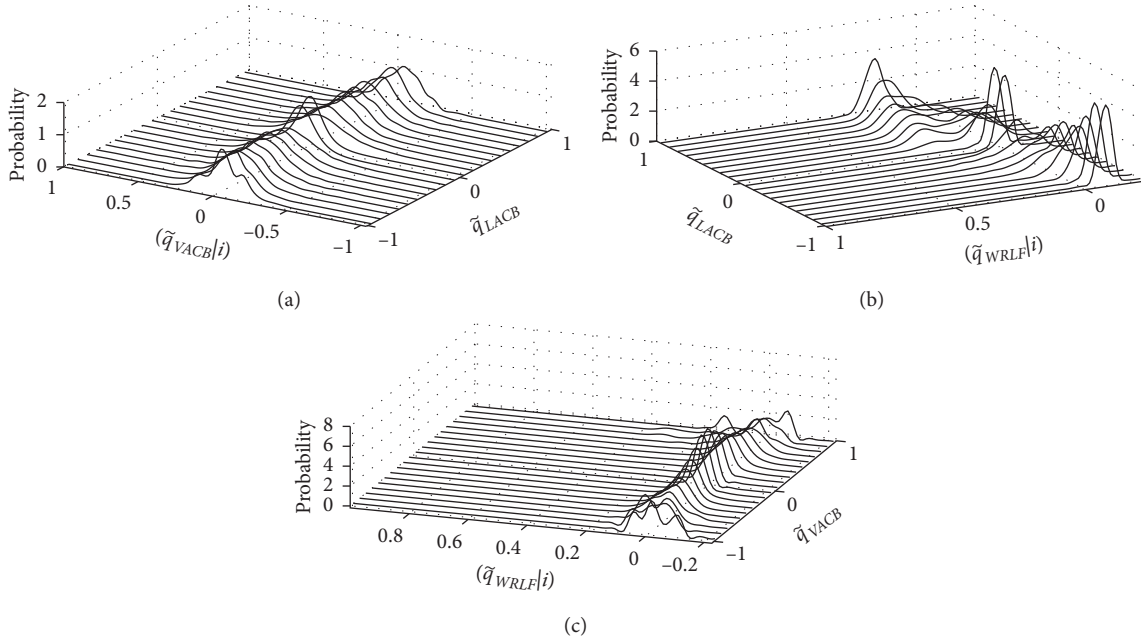 Probability
2
1
0
1
0.5
0
−0.5
−1
(q̃VACB|i)
−1
0
1
q̃LACB
(a)
Probability
6
4
2
0
1
0
−1
q̃LACB
1
0.5
0
(q̃WRLF|i)
(b)
Probability
8
6
4
2
0
0.8
0.6
0.4
0.2
0
−0.2
(q̃WRLF|i)
−1
0
1
q̃VACB
(c)